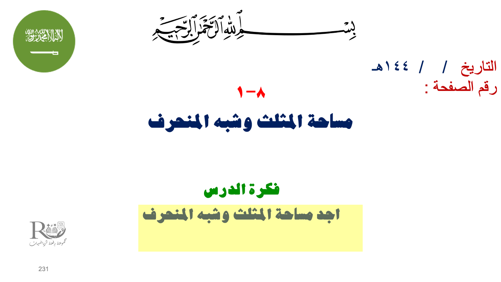 بسم الله الرحمن الرحيم
التاريخ / / ١٤٤هـ
رقم الصفحة :
٨-١
مساحة المثلث وشبه المنحرف
فكرة الدرس
اجد مساحة المثلث وشبه المنحرف
231